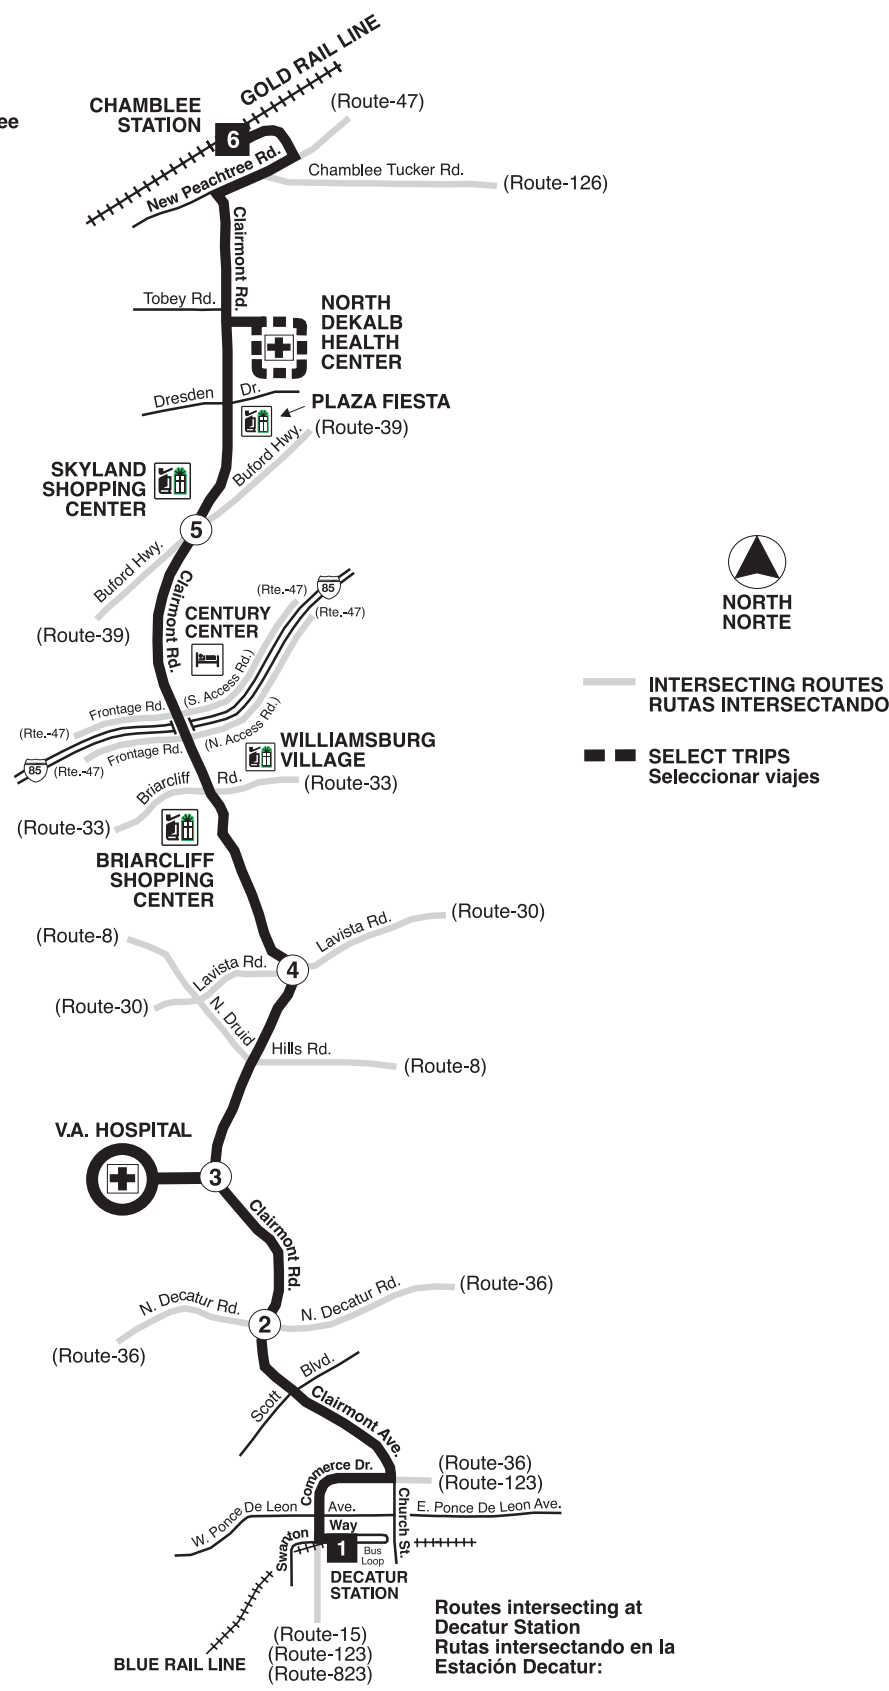 GOLD RAIL LINE
CHAMBLEE
STATION
ee
(Route-47)
6
New Peachtree Rd.
Chamblee Tucker Rd.
(Route-126)
Clairmont Rd.
Tobey Rd.
NORTH
DEKALB
HEALTH
CENTER
Dresden Dr.
PLAZA FIESTA
(Route-39)
Buford Hwy.
SKYLAND
SHOPPING
CENTER
5
Buford Hwy.
(Route-39)
Clairmont Rd.
CENTURY
CENTER
(Rte.-47)
85
(Rte.-47)
NORTH
NORTE
INTERSECTING ROUTES
RUTAS INTERSECTANDO
SELECT TRIPS
Seleccionar viajes
Frontage Rd. (S. Access Rd.)
(Rte.-47)
Frontage Rd. (N. Access Rd.)
85
(Rte.-47)
WILLIAMSBURG
VILLAGE
Briarcliff Rd.
(Route-33)
(Route-33)
BRIARCLIFF
SHOPPING
CENTER
(Route-8)
Lavista Rd.
(Route-30)
Lavista Rd.
4
(Route-30)
N. Druid
Hills Rd.
(Route-8)
V.A. HOSPITAL
3
Clairmont Rd.
N. Decatur Rd.
N. Decatur Rd.
(Route-36)
2
(Route-36)
Scott Blvd.
Clairmont Ave.
Commerce Dr.
(Route-36)
(Route-123)
W. Ponce De Leon Ave.
E. Ponce De Leon Ave.
Church St.
Swanton Way
1
Bus
Loop
DECATUR
STATION
BLUE RAIL LINE
(Route-15)
(Route-123)
(Route-823)
Routes intersecting at
Decatur Station
Rutas intersectando en la
Estación Decatur: